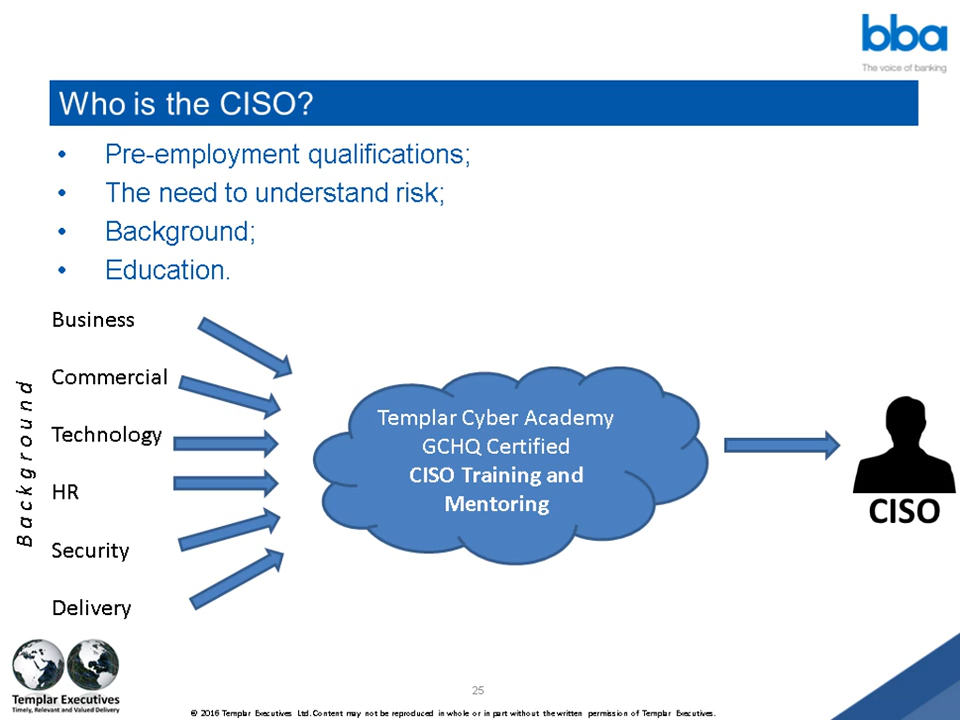 bba
The voice of banking
Who is the CISO?
• Pre-employment qualifications;
• The need to understand risk;
• Background;
• Education.
Background
Business
Commercial
Technology
HR
Security
Delivery
Templar Cyber Academy
GCHQ Certified
CISO Training and
Mentoring
CISO
Templar Executives
Timely, Relevant and Valued Delivery
25
© 2016 Templar Executives Ltd. Content may not be reproduced in whole or in part without the written permission of Templar Executives.